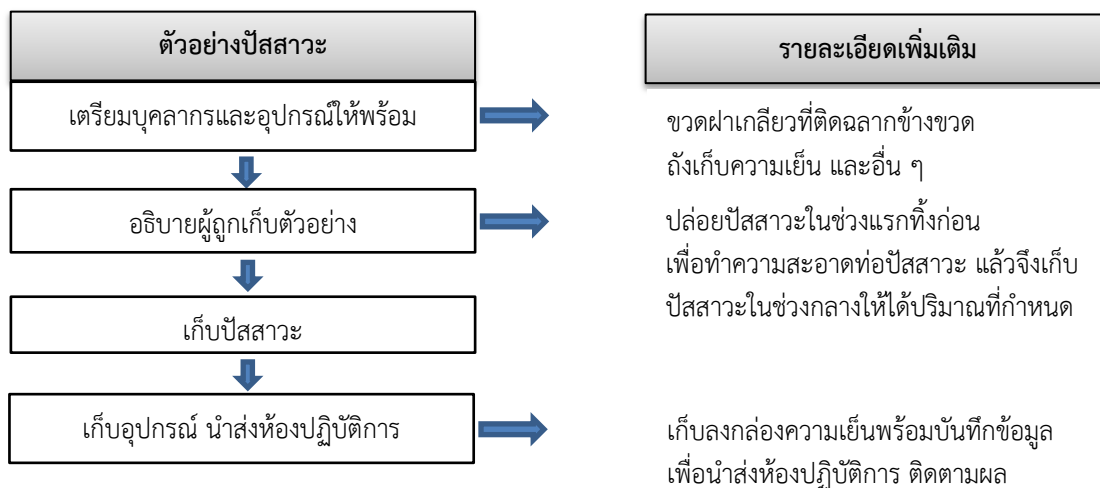 ตัวอย่างปัสสาวะ
รายละเอียดเพิ่มเติม
เตรียมบุคลากรและอุปกรณ์ให้พร้อม
ขวดฝาเกลียวที่ติดฉลากข้างขวด
ถังเก็บความเย็น และอื่น ๆ
อธิบายผู้ถูกเก็บตัวอย่าง
ปล่อยปัสสาวะในช่วงแรกทิ้งก่อน
เพื่อทำความสะอาดท่อปัสสาวะ แล้วจึงเก็บ
ปัสสาวะในช่วงกลางให้ได้ปริมาณที่กำหนด
เก็บปัสสาวะ
เก็บอุปกรณ์ นำส่งห้องปฏิบัติการ
เก็บลงกล่องความเย็นพร้อมบันทึกข้อมูล
เพื่อนำส่งห้องปฏิบัติการ ติดตามผล